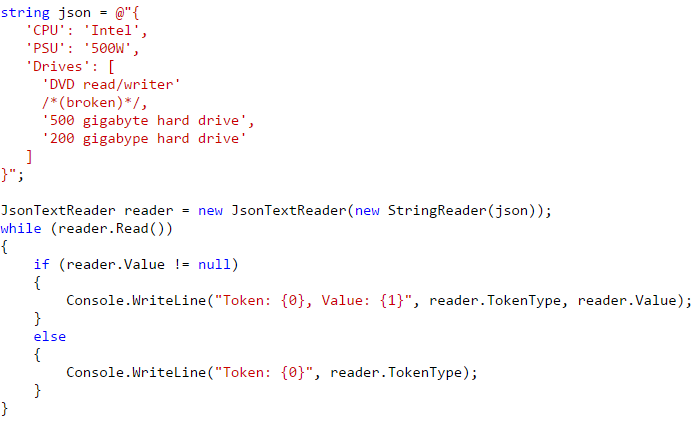 string json = @"{
   'CPU': 'Intel',
   'PSU': '500W',
   'Drives': [
     'DVD read/writer'
     /*(broken)*/,
     '500 gigabyte hard drive',
     '200 gigabype hard drive'
   ]
}";

JsonTextReader reader = new JsonTextReader(new StringReader(json));
while (reader.Read())
{
    if (reader.Value != null)
    {
        Console.WriteLine("Token: {0}, Value: {1}", reader.TokenType, reader.Value);
    }
    else
    {
        Console.WriteLine("Token: {0}", reader.TokenType);
    }
}